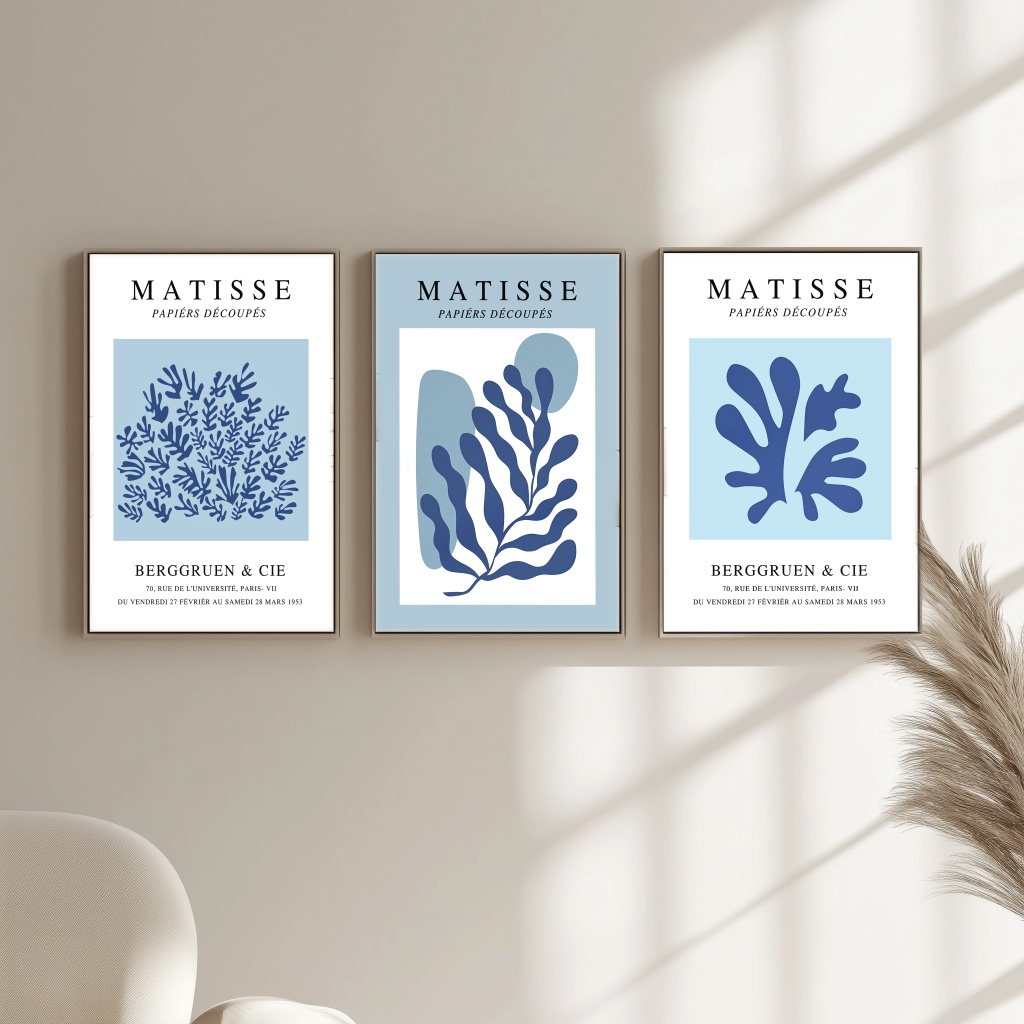 MATISSE
PAPIÉRS DÉCOUPÉS
BERGGRUEN & CIE
70, RUE DE L'UNIVERSITÉ, PARIS- VII
DU VENDREDI 27 FÉVRIÉR AU SAMEDI 28 MARS 1953
MATISSE
PAPIÉRS DÉCOUPÉS
MATISSE
PAPIÉRS DÉCOUPÉS
BERGGRUEN & CIE
70, RUE DE L'UNIVERSITÉ, PARIS- VII
DU VENDREDI 27 FÉVRIÉR AU SAMEDI 28 MARS 1953